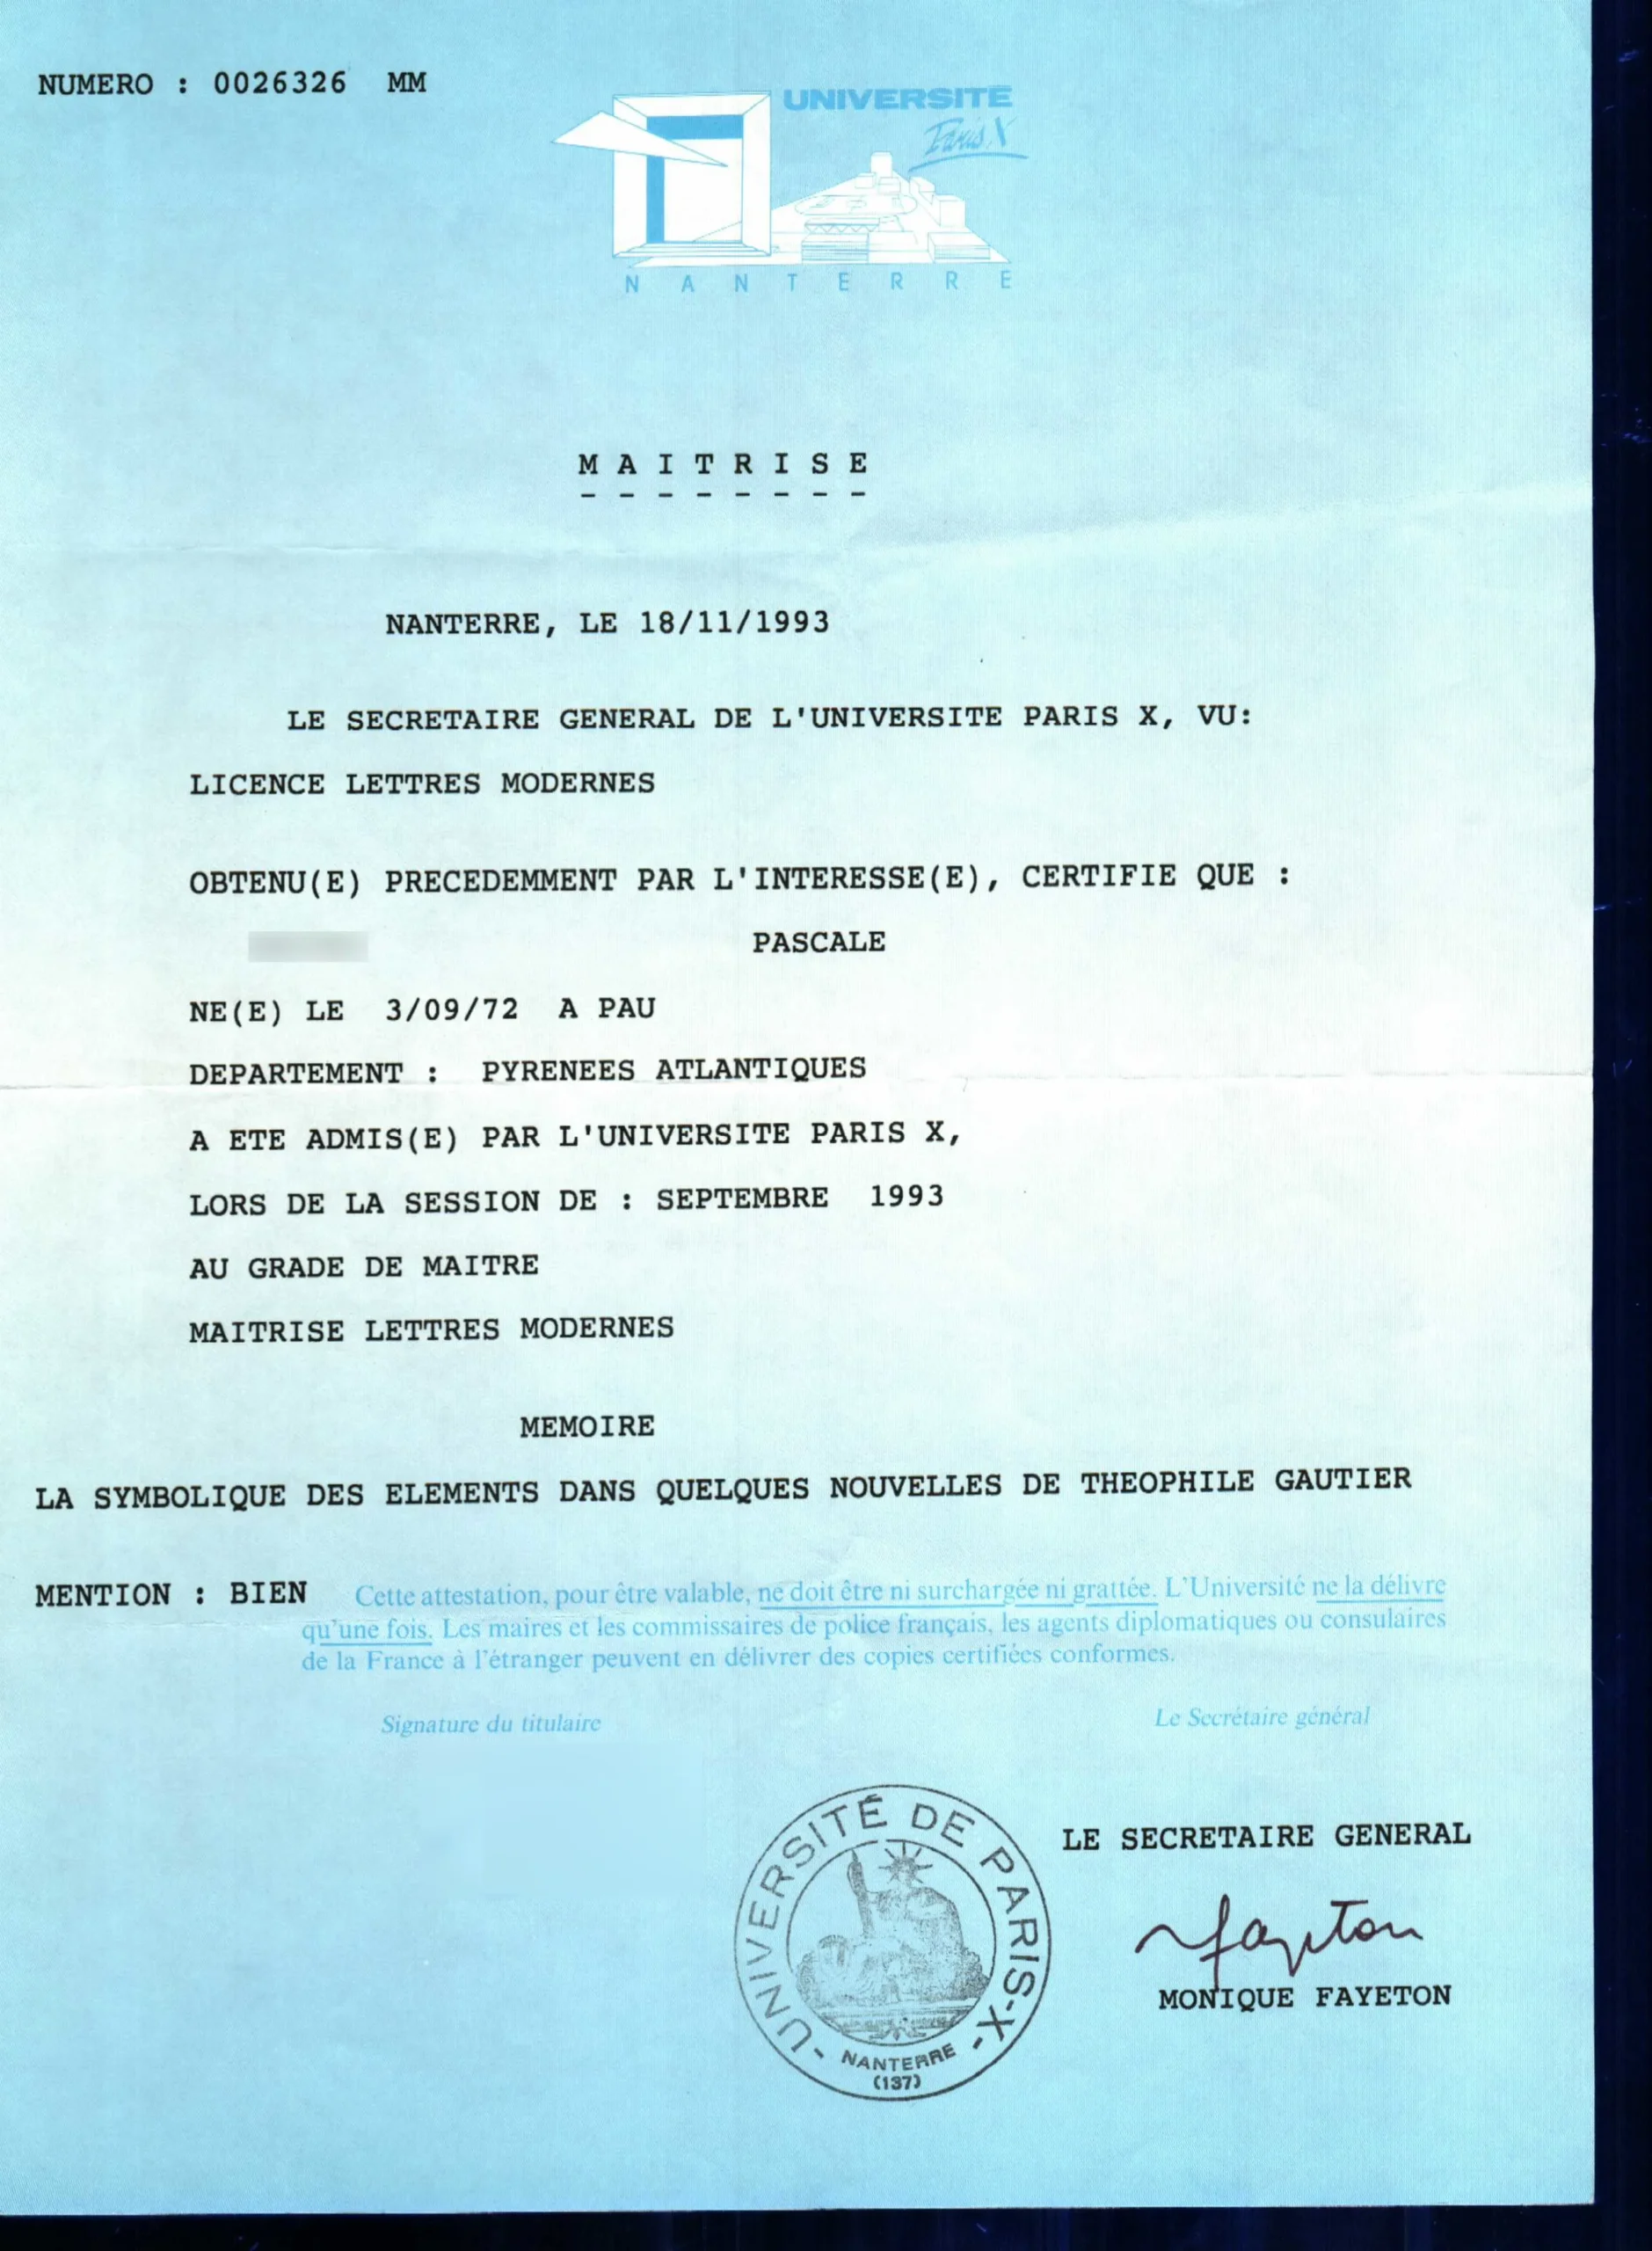 NUMERO : 0026326 MM
UNIVERSITE
Paris X
NANTERRE
MAITRISE
- - - - - - - -
NANTERRE, LE 18/11/1993
LE SECRETAIRE GENERAL DE L'UNIVERSITE PARIS X, VU:
LICENCE LETTRES MODERNES
OBTENU(E) PRECEDEMMENT PAR L'INTERESSE(E), CERTIFIE QUE :
PASCALE
NE(E) LE 3/09/72 A PAU
DEPARTEMENT : PYRENEES ATLANTIQUES
A ETE ADMIS(E) PAR L'UNIVERSITE PARIS X,
LORS DE LA SESSION DE : SEPTEMBRE 1993
AU GRADE DE MAITRE
MAITRISE LETTRES MODERNES
MEMOIRE
LA SYMBOLIQUE DES ELEMENTS DANS QUELQUES NOUVELLES DE THEOPHILE GAUTIER
MENTION : BIEN Cette attestation, pour être valable, ne doit être ni surchargée ni grattée. L'Université ne la délivre
qu'une fois. Les maires et les commissaires de police français, les agents diplomatiques ou consulaires
de la France à l'étranger peuvent en délivrer des copies certifiées conformes.
Signature du titulaire
Le Secrétaire général
UNIVERSITÉ DE PARIS-X-
- NANTERRE -
(137)
LE SECRETAIRE GENERAL
Fayeton
MONIQUE FAYETON